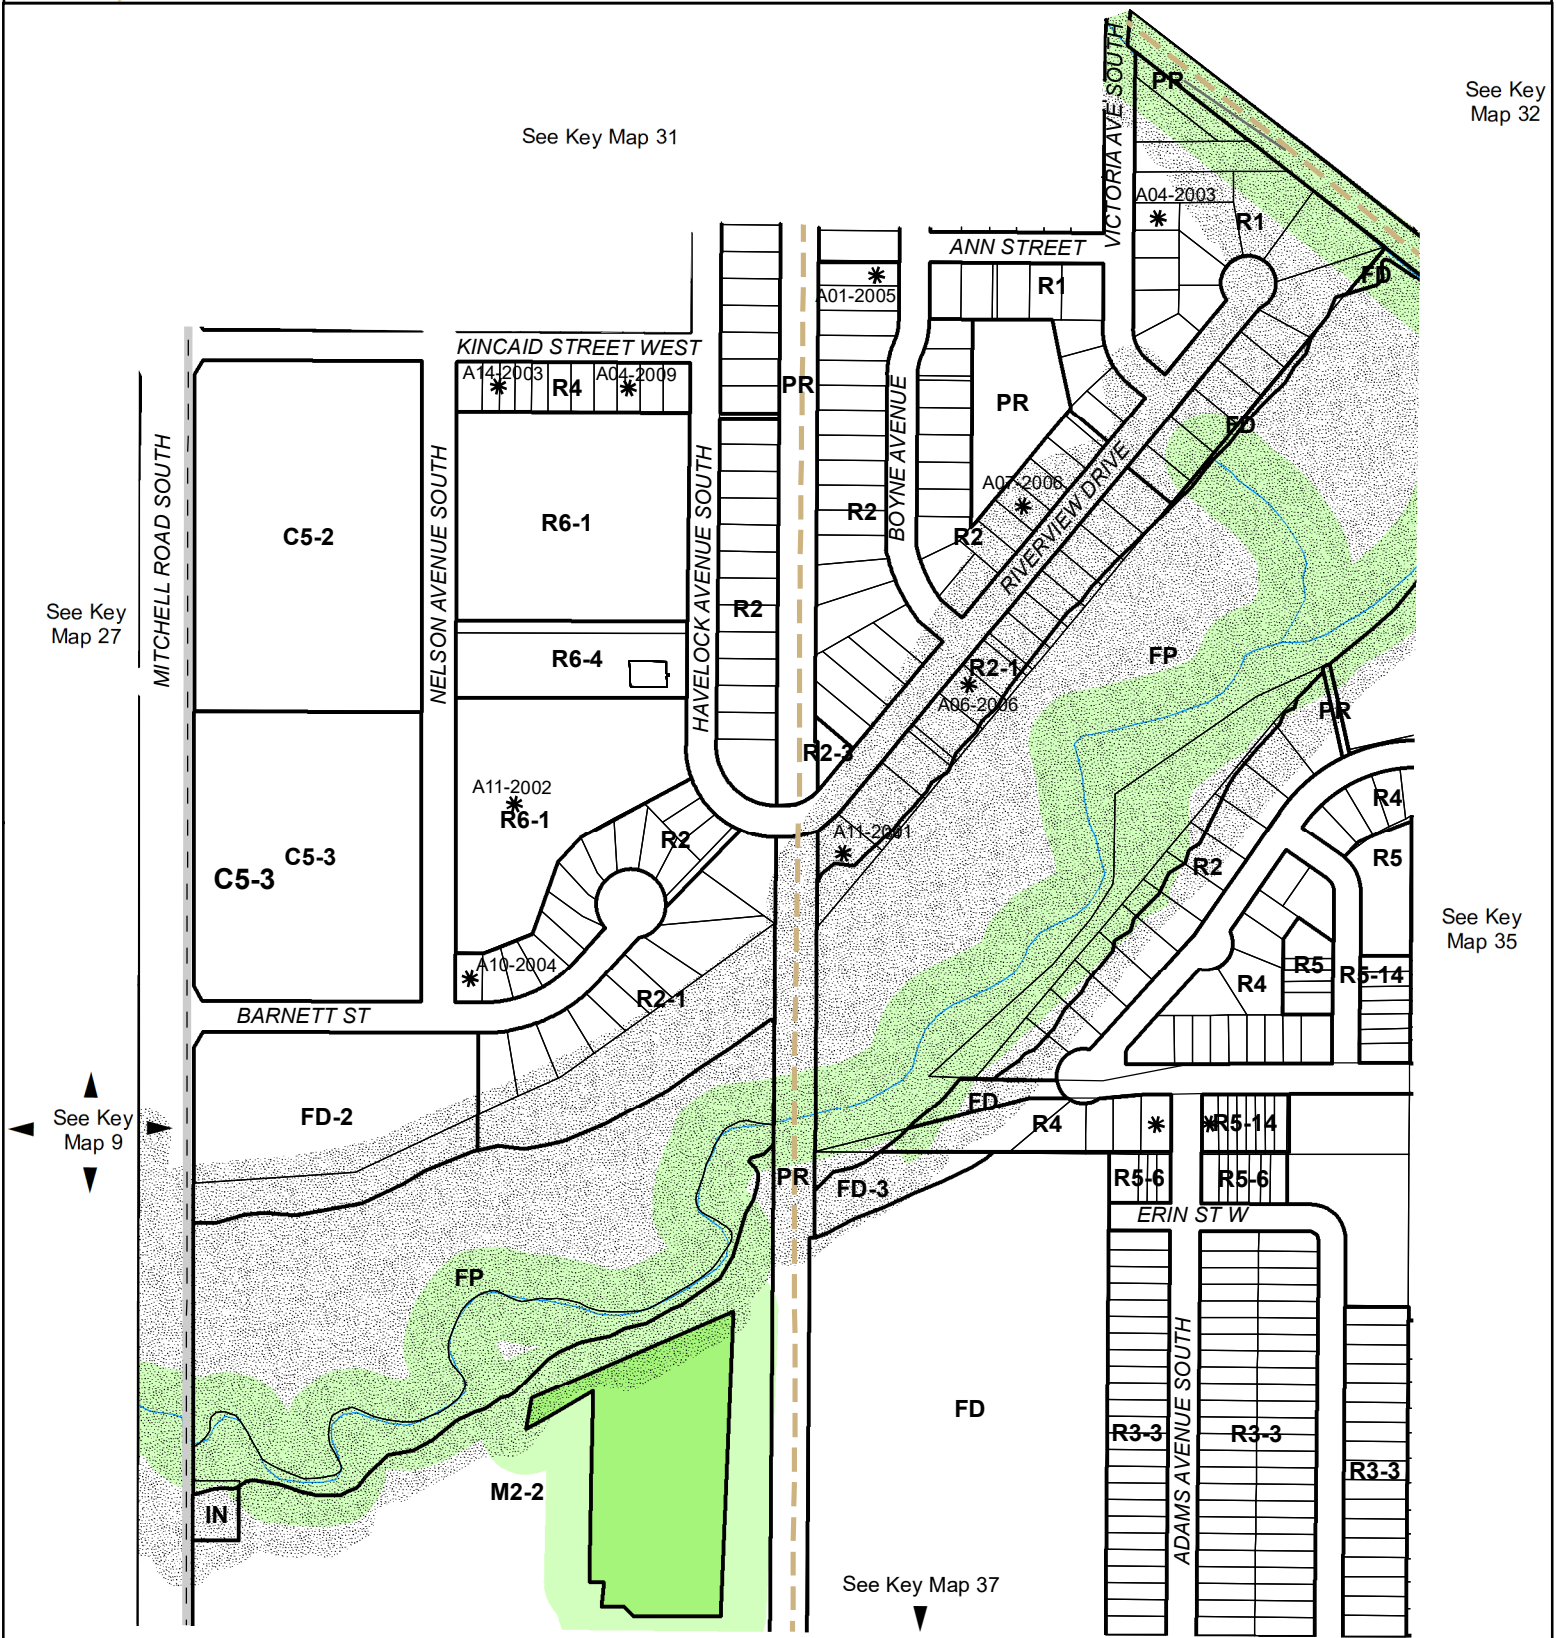 See Key Map 31
See Key
Map 32
VICTORIA AVE SOUTH
PR
A04-2003
R1
ANN STREET
FD
R1
A01-2005
KINCAID STREET WEST
A14-2003
R4
A04-2009
PR
PR
BOYNE AVENUE
FD
MITCHELL ROAD SOUTH
NELSON AVENUE SOUTH
HAVELOCK AVENUE SOUTH
RIVERVIEW DRIVE
C5-2
R6-1
R2
A07-2006
R2
See Key
Map 27
R2
R6-4
FP
R2-1
A06-2006
PR
R2-3
A11-2002
R6-1
R4
R2
A11-2001
C5-3
C5-3
R5
R2
See Key
Map 35
A10-2004
R5
R5-14
R4
R2-1
BARNETT ST
FD-2
See Key
Map 9
FD
R4
R5-14
PR
FD-3
R5-6
R5-6
ERIN ST W
FP
ADAMS AVENUE SOUTH
FD
R3-3
R3-3
R3-3
M2-2
IN
See Key Map 37